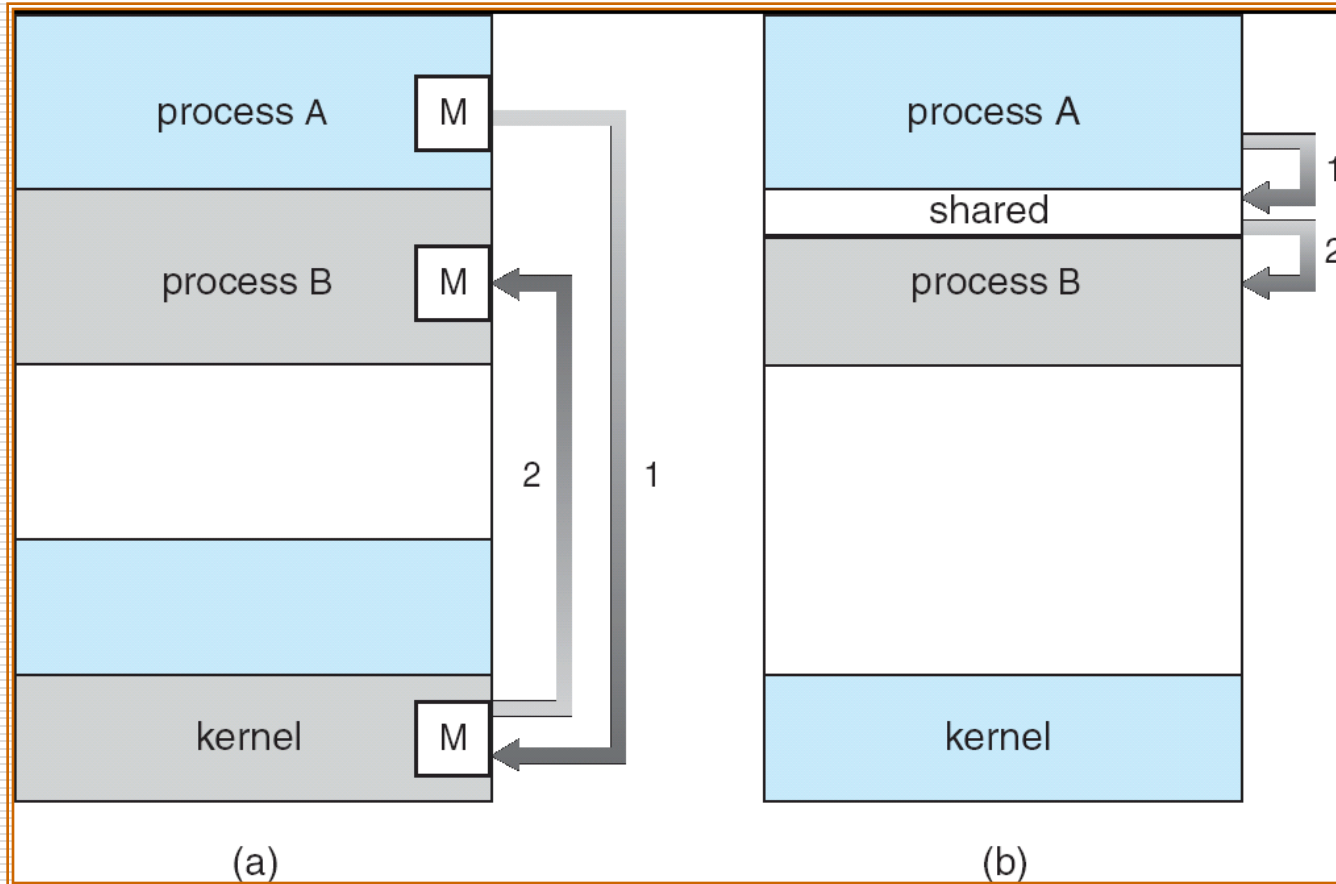 process A
M
process B
M
2
1
kernel
M
(a)
process A
1
shared
2
process B
kernel
(b)